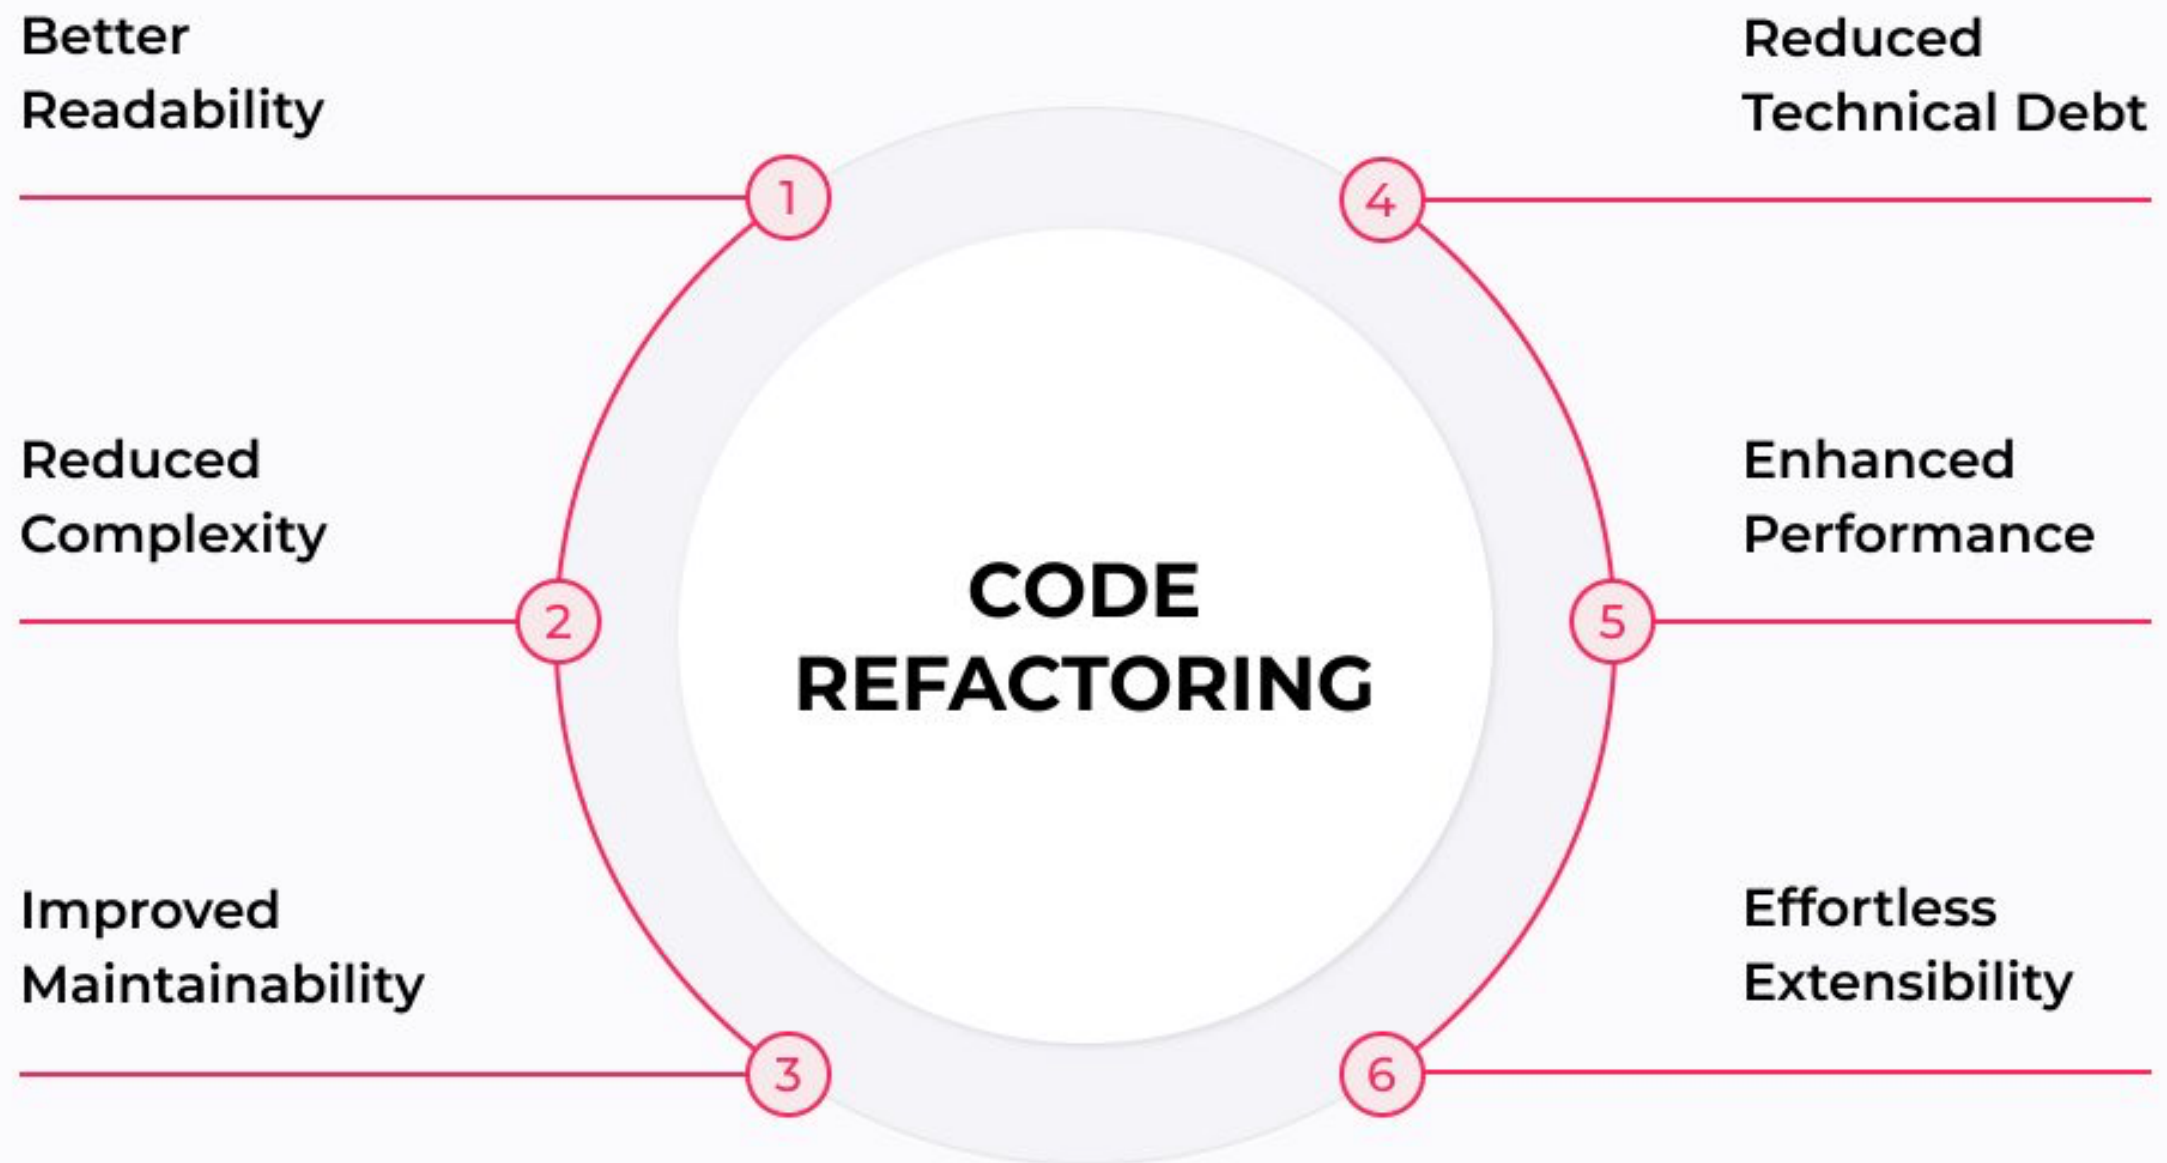 Better
Readability
1
Reduced
Complexity
2
Improved
Maintainability
3
CODE
REFACTORING
Reduced
Technical Debt
4
Enhanced
Performance
5
Effortless
Extensibility
6